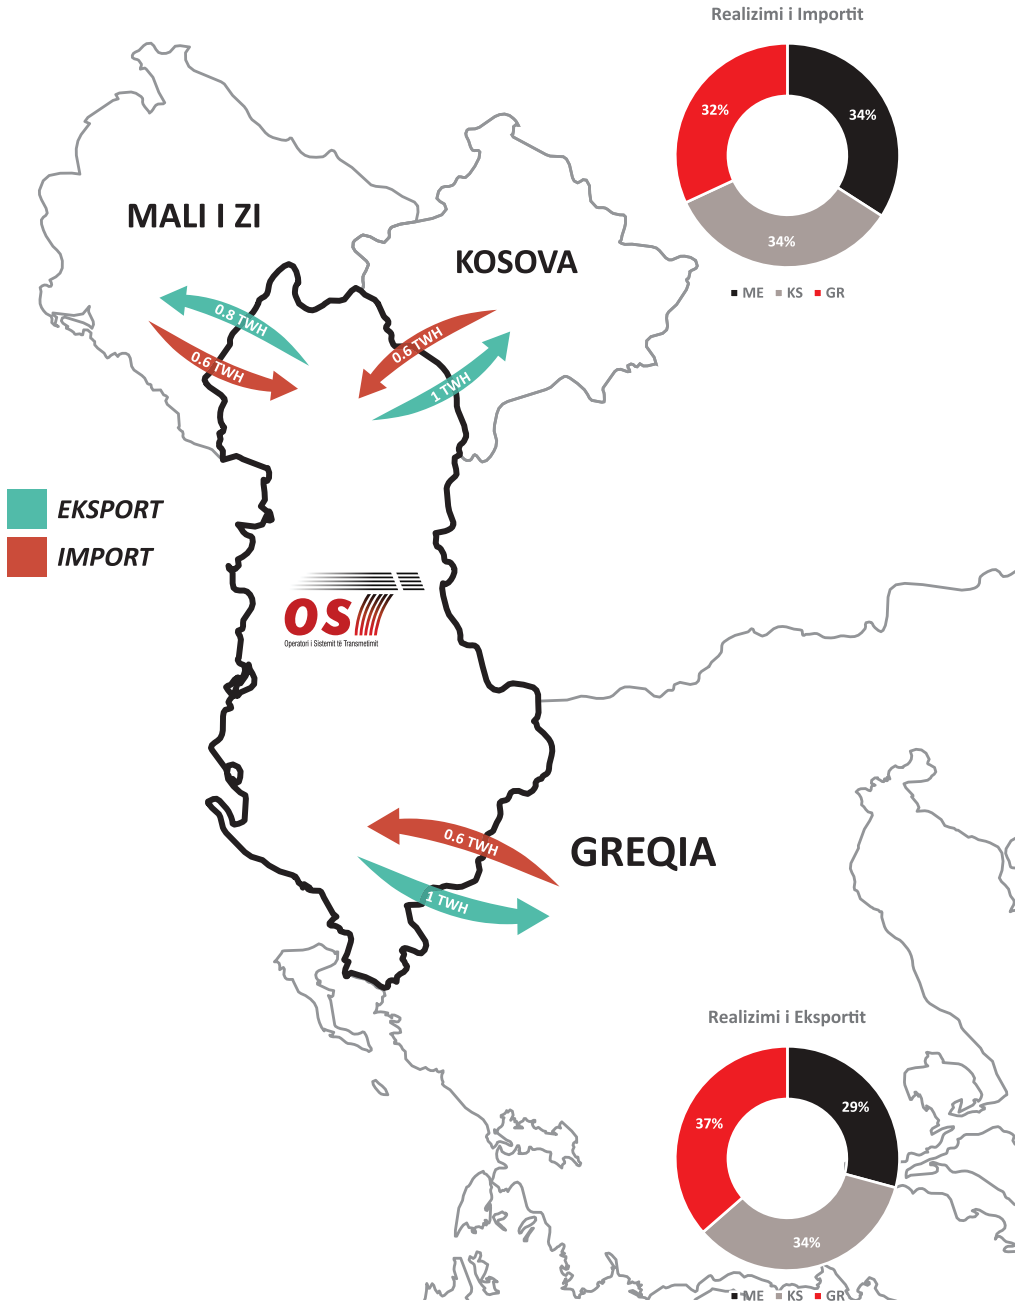 Realizimi i Importit
32%
34%
34%
ME KS GR
MALI I ZI
KOSOVA
0.8 TWH
0.6 TWH
0.6 TWH
1 TWH
EKSPORT
IMPORT
OST
Operatori i Sistemit të Transmetimit
0.6 TWH
GREQIA
1 TWH
Realizimi i Eksportit
37%
29%
34%
ME KS GR